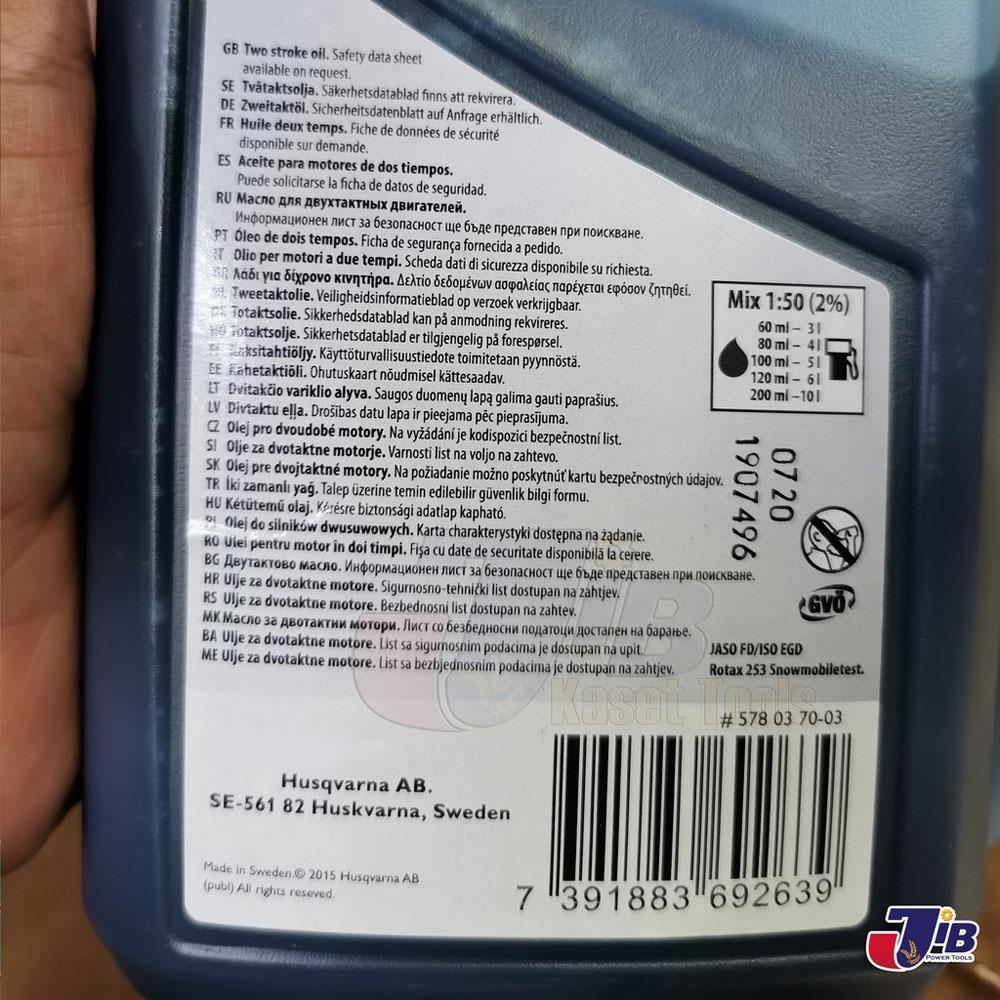 GB Two stroke oil. Safety data sheet
available on request.
SE Tvåtaktsolja. Säkerhetsdatablad finns att rekvirera.
DE Zweitaktöl. Sicherheitsdatenblatt auf Anfrage erhältlich.
FR Huile deux temps. Fiche de données de sécurité
disponible sur demande.
ES Aceite para motores de dos tiempos.
Puede solicitarse la ficha de datos de seguridad.
RU Масло для двухтактных двигателей.
Информационен лист за безопасност ще бъде представен при поискване.
PT Óleo de dois tempos. Ficha de segurança fornecida a pedido.
IT Olio per motori a due tempi. Scheda dati di sicurezza disponibile su richiesta.
GR Λάδι για δίχρονο κινητήρα. Δελτίο δεδομένων ασφαλείας παρέχεται εφόσον ζητηθεί.
NL Tweetaktolie. Veiligheidsinformatieblad op verzoek verkrijgbaar.
Totaktsolie. Sikkerhedsdatablad kan på anmodning rekvireres.
Totaktsolje. Sikkerhetsdatablad er tilgjengelig på forespørsel.
FI Kaksitahtiöljy. Käyttöturvallisuustiedote toimitetaan pyynnöstä.
EE Kahetaktiõli. Ohutuskaart nõudmisel kättesaadav.
LT Dvitakčio variklio alyva. Saugos duomenų lapą galima gauti paprašius.
LV Divtaktu eļļa. Drošības datu lapa ir pieejama pēc pieprasījuma.
CZ Olej pro dvoudobé motory. Na vyžádání je kodispozici bezpečnostní list.
SI Olje za dvotaktne motorje. Varnosti list na voljo na zahtevo.
SK Olej pre dvojtaktné motory. Na požiadanie možno poskytnúť kartu bezpečnostných údajov.
TR İki zamanlı yağ. Talep üzerine temin edilebilir güvenlik bilgi formu.
HU Kétütemű olaj. Kérésre biztonsági adatlap kapható.
PL Olej do silników dwusuwowych. Karta charakterystyki dostępna na żądanie.
RO Ulei pentru motor in doi timpi. Fişa cu date de securitate disponibilă la cerere.
BG Двутактово масло. Информационен лист за безопасност ще бъде представен при поискване.
HR Ulje za dvotaktne motore. Sigurnosno-tehnički list dostupan na zahtjev.
RS Ulje za dvotaktne motore. Bezbednosni list dostupan na zahtev.
MK Масло за двотактни мотори. Лист со безбедносни податоци достапен на барање.
BA Ulje za dvotaktne motore. List sa sigurnosnim podacima je dostupan na upit.
ME Ulje za dvotaktne motore. List sa bezbjednosnim podacima je dostupan na zahtjev.
Mix 1:50 (2%)
60 ml – 3 l
80 ml – 4 l
100 ml – 5 l
120 ml – 6 l
200 ml –10 l
0720
1907496
GVÖ
JASO FD/ISO EGD
Rotax 253 Snowmobiletest.
# 578 03 70-03
Husqvarna AB.
SE-561 82 Huskvarna, Sweden
Made in Sweden.© 2015 Husqvarna AB
(publ) All rights reseved.
7 391883 692639
JiB
Kaset Tools
JiB
POWER TOOLS